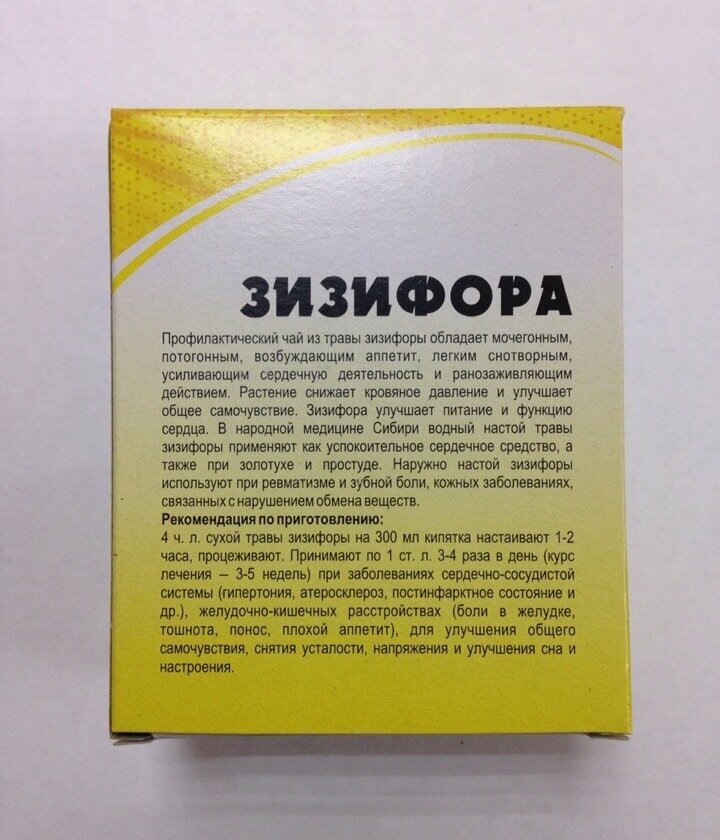 ЗИЗИФОРА
Профилактический чай из травы зизифоры обладает мочегонным,
потогонным, возбуждающим аппетит, легким снотворным,
усиливающим сердечную деятельность и ранозаживляющим
действием. Растение снижает кровяное давление и улучшает
общее самочувствие. Зизифора улучшает питание и функцию
сердца. В народной медицине Сибири водный настой травы
зизифоры применяют как успокоительное сердечное средство, а
также при золотухе и простуде. Наружно настой зизифоры
используют при ревматизме и зубной боли, кожных заболеваниях,
связанных с нарушением обмена веществ.
Рекомендация по приготовлению:
4 ч. л. сухой травы зизифоры на 300 мл кипятка настаивают 1-2
часа, процеживают. Принимают по 1 ст. л. 3-4 раза в день (курс
лечения – 3-5 недель) при заболеваниях сердечно-сосудистой
системы (гипертония, атеросклероз, постинфарктное состояние и
др.), желудочно-кишечных расстройствах (боли в желудке,
тошнота, понос, плохой аппетит), для улучшения общего
самочувствия, снятия усталости, напряжения и улучшения сна и
настроения.